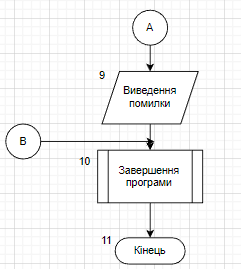 A
9
Виведення
помилки
B
10
Завершення
програми
11
Кінець